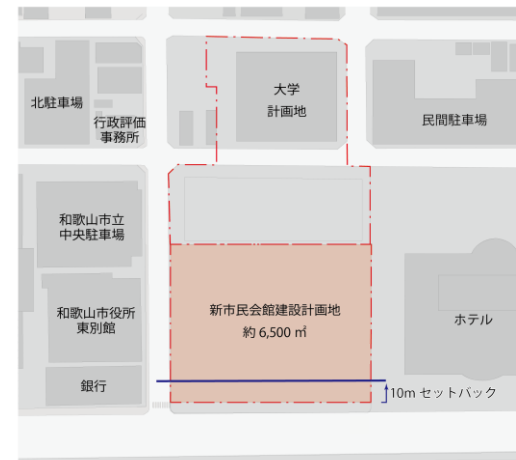 大学
計画地
北駐車場
行政評価
事務所
民間駐車場
和歌山市立
中央駐車場
新市民会館建設計画地
約 6,500 ㎡
和歌山市役所
東別館
ホテル
銀行
10m セットバック